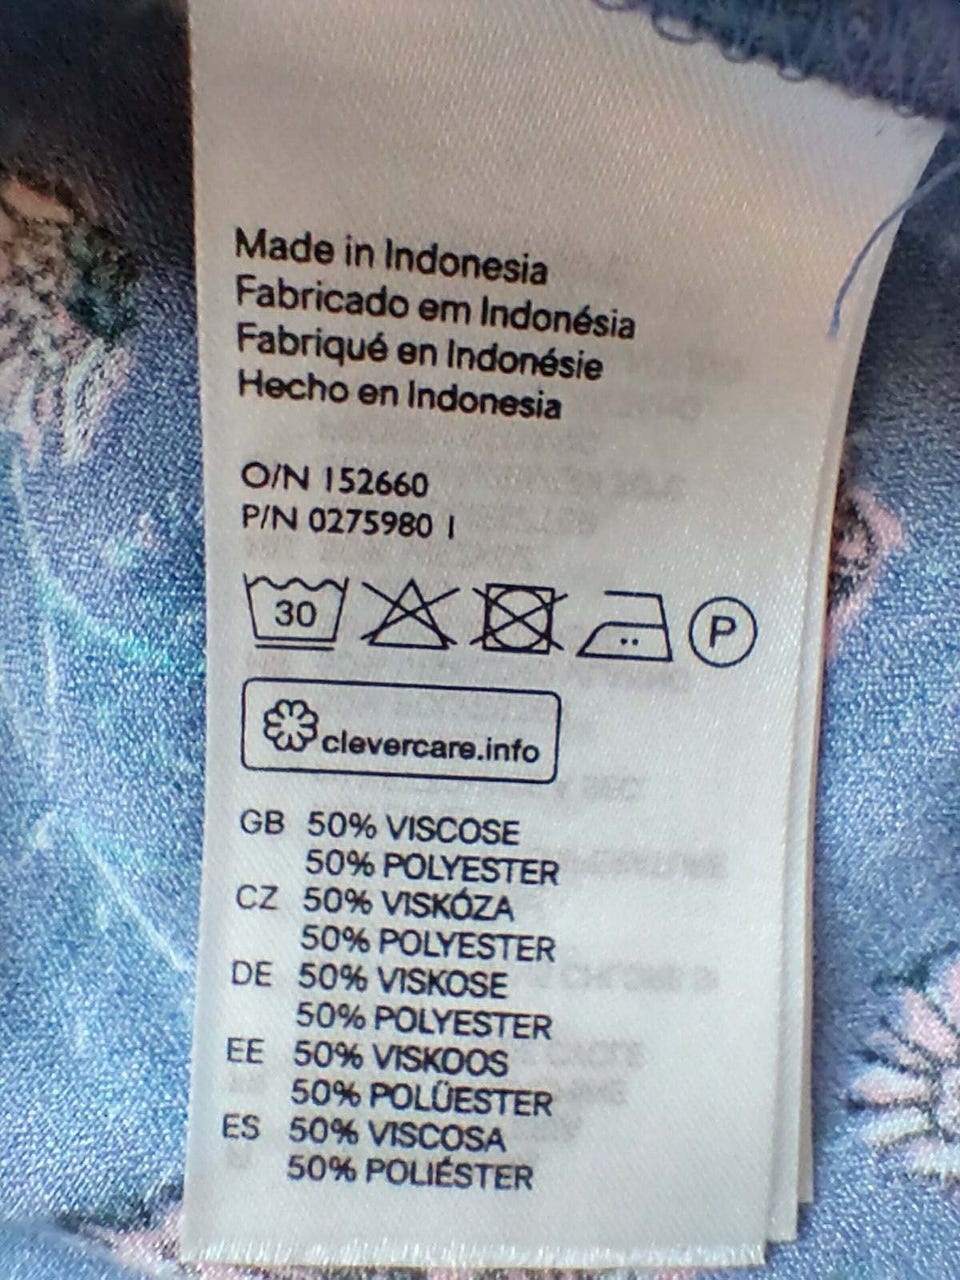 Made in Indonesia
Fabricado em Indonésia
Fabriqué en Indonésie
Hecho en Indonesia
O/N 152660
P/N 0275980 1
30 P
clevercare.info
GB 50% VISCOSE
50% POLYESTER
CZ 50% VISKÓZA
50% POLYESTER
DE 50% VISKOSE
50% POLYESTER
EE 50% VISKOOS
50% POLÜESTER
ES 50% VISCOSA
50% POLIÉSTER